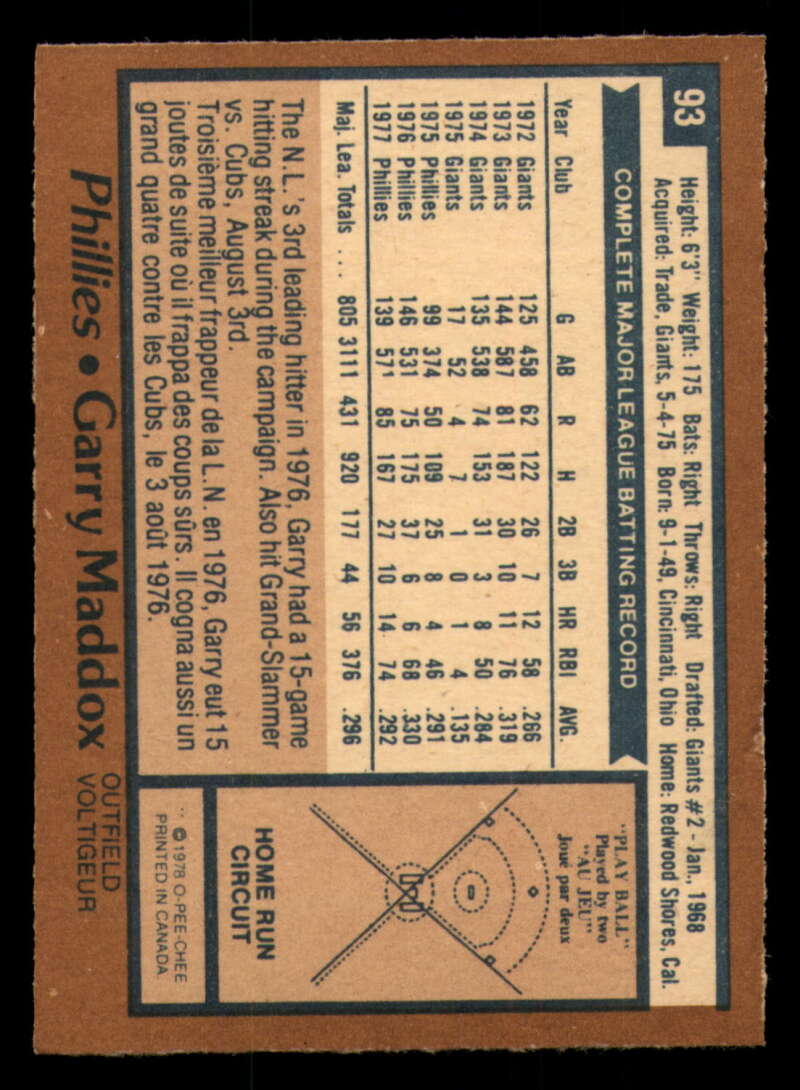 93
Height: 6'3" Weight: 175 Bats: Right Throws: Right Drafted: Giants #2 - Jan., 1968
Acquired: Trade, Giants, 5-4-75 Born: 9-1-49, Cincinnati, Ohio Home: Redwood Shores, Cal.
COMPLETE MAJOR LEAGUE BATTING RECORD
Year Club G AB R H 2B 3B HR RBI AVG.
1972 Giants 125 458 62 122 26 7 12 58 .266
1973 Giants 144 587 81 187 30 10 11 76 .319
1974 Giants 135 538 74 153 31 3 8 50 .284
1975 Giants 17 52 4 7 1 0 1 4 .135
1975 Phillies 99 374 50 109 25 8 4 46 .291
1976 Phillies 146 531 75 175 37 6 6 68 .330
1977 Phillies 139 571 85 167 27 10 14 74 .292
Maj. Lea. Totals .... 805 3111 431 920 177 44 56 376 .296
The N.L.'s 3rd leading hitter in 1976, Garry had a 15-game
hitting streak during the campaign. Also hit Grand-Slammer
vs. Cubs, August 3rd.
Troisième meilleur frappeur de la L.N. en 1976, Garry eut 15
joutes de suite où il frappa des coups sûrs. Il cogna aussi un
grand quatre contre les Cubs, le 3 août 1976.
"PLAY BALL"
Played by two
"AU JEU"
Joué par deux
HOME RUN
CIRCUIT
** © 1978 O-PEE-CHEE
PRINTED IN CANADA.
Phillies • Garry Maddox OUTFIELD
VOLTIGEUR